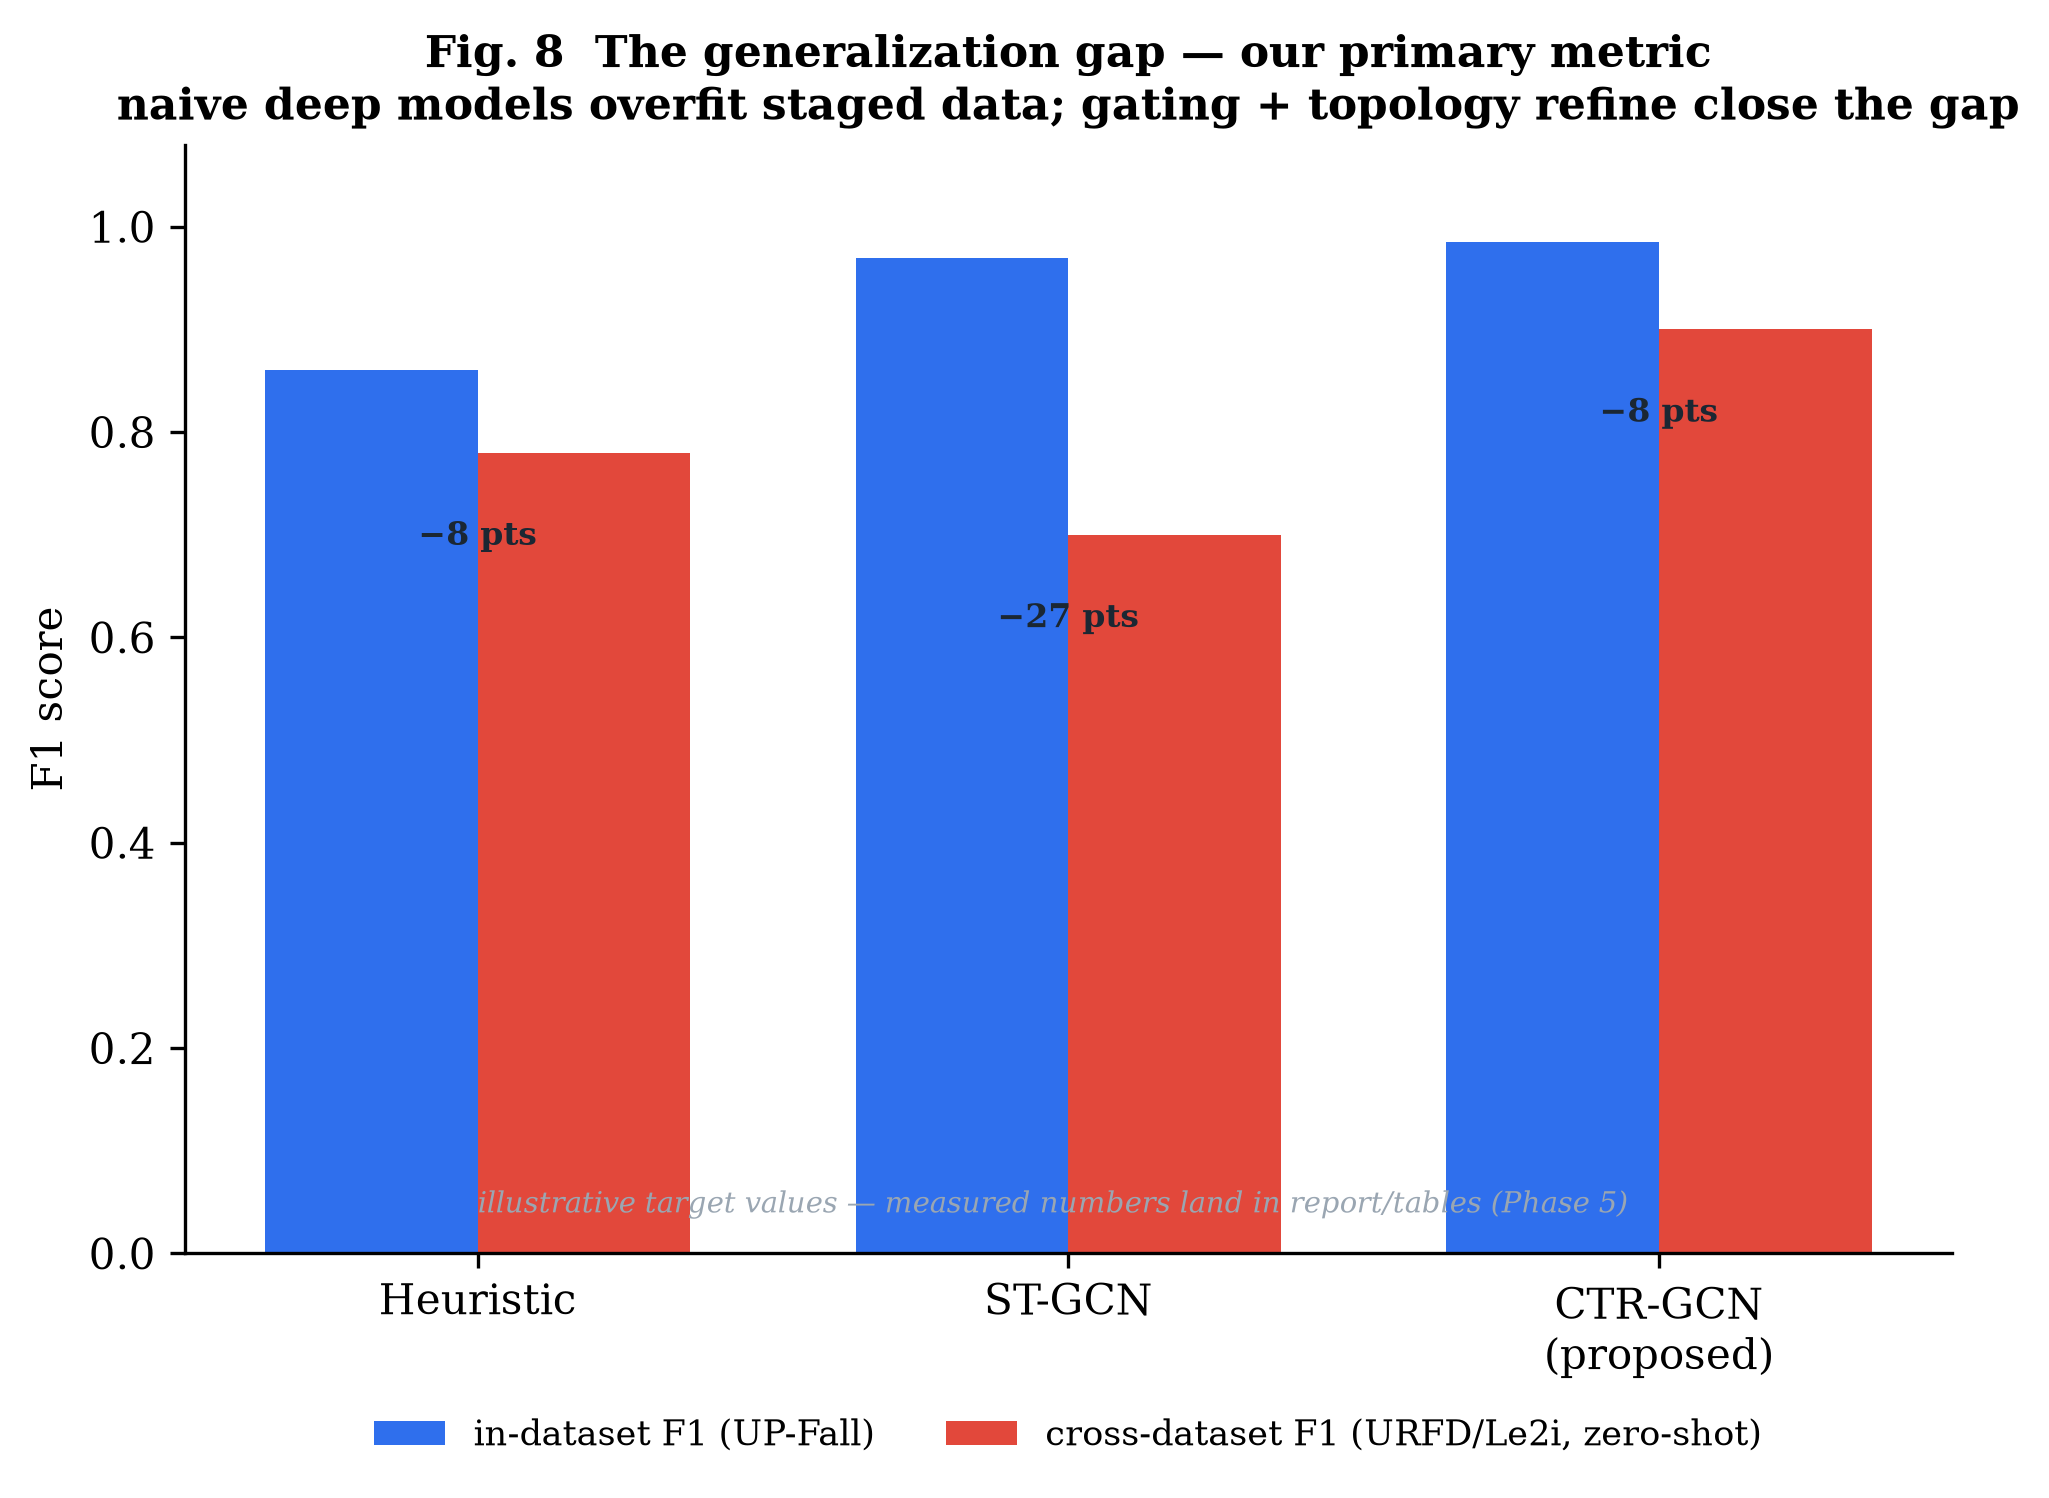 Fig. 8  The generalization gap — our primary metric
naive deep models overfit staged data; gating + topology refine close the gap
F1 score
1.0
0.8
0.6
0.4
0.2
0.0
−8 pts
−27 pts
−8 pts
illustrative target values — measured numbers land in report/tables (Phase 5)
Heuristic
ST-GCN
CTR-GCN
(proposed)
in-dataset F1 (UP-Fall)
cross-dataset F1 (URFD/Le2i, zero-shot)